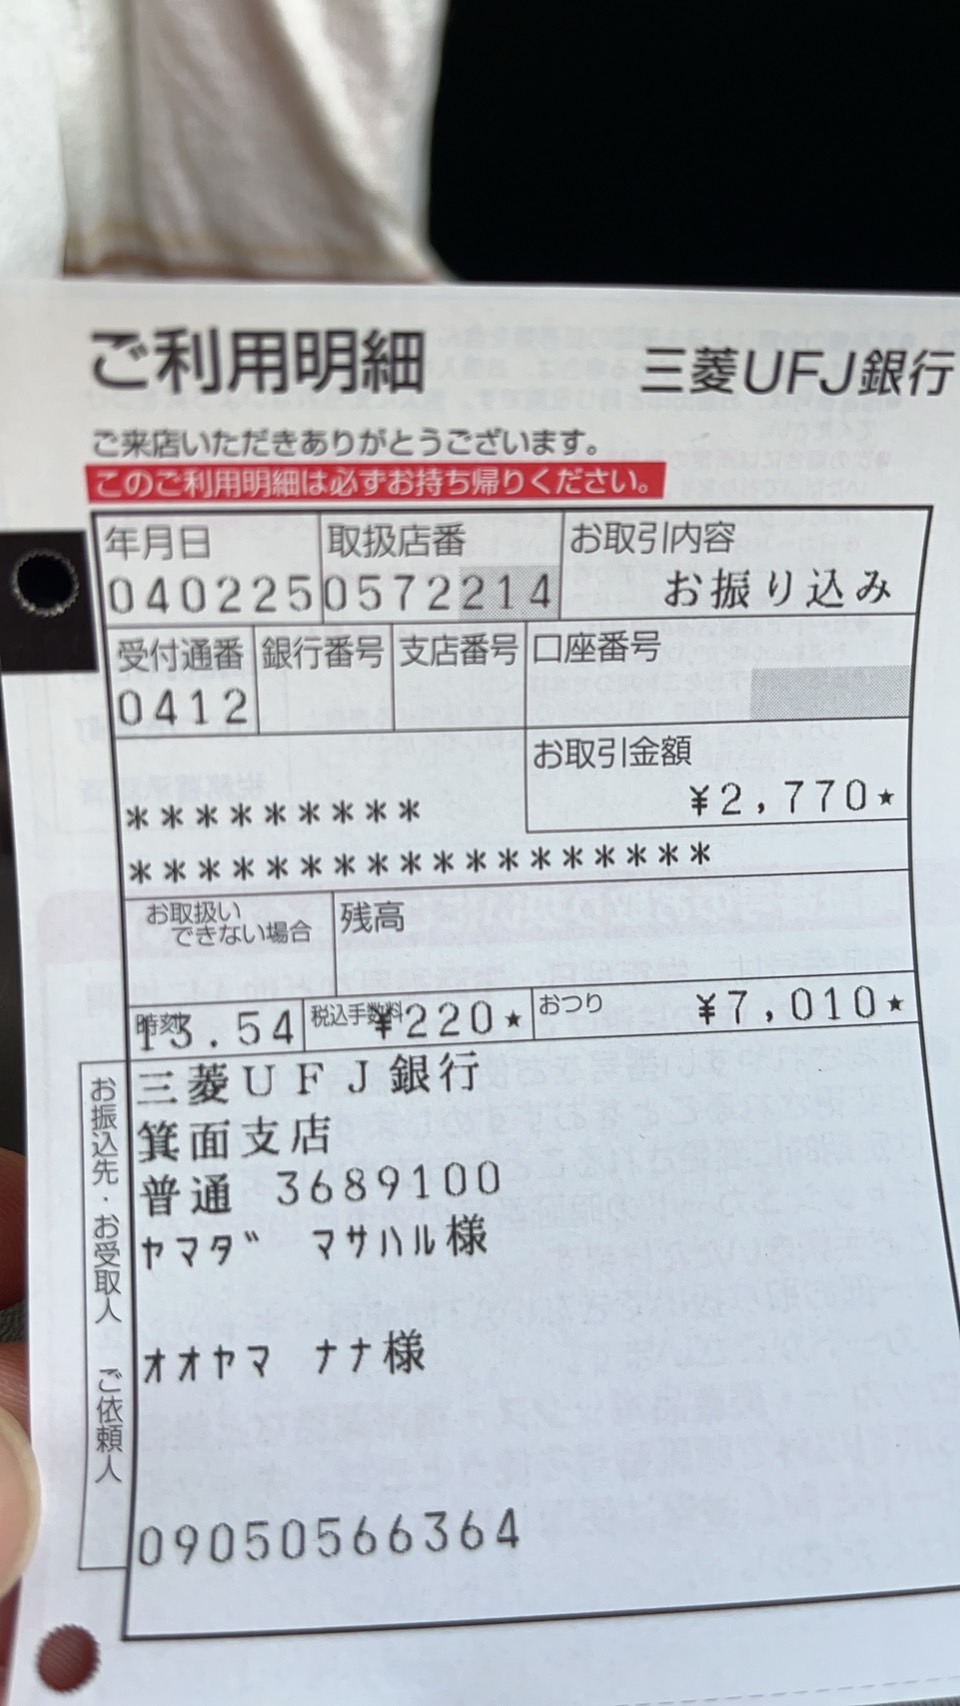 ご利用明細 三菱UFJ銀行
ご来店いただきありがとうございます。
このご利用明細は必ずお持ち帰りください。
年月日 取扱店番 お取引内容
040225 0572214 お振り込み
受付通番 銀行番号 支店番号 口座番号
0412
お取引金額
¥2,770★
*********
*****************
お取扱い
できない場合
残高
時刻 13.54 税込手数料 ¥220★ おつり ¥7,010★
お振込先・お受取人 ご依頼人
三菱UFJ銀行
箕面支店
普通 3689100
ヤマダ マサハル様
オオヤマ ナナ様
09050566364